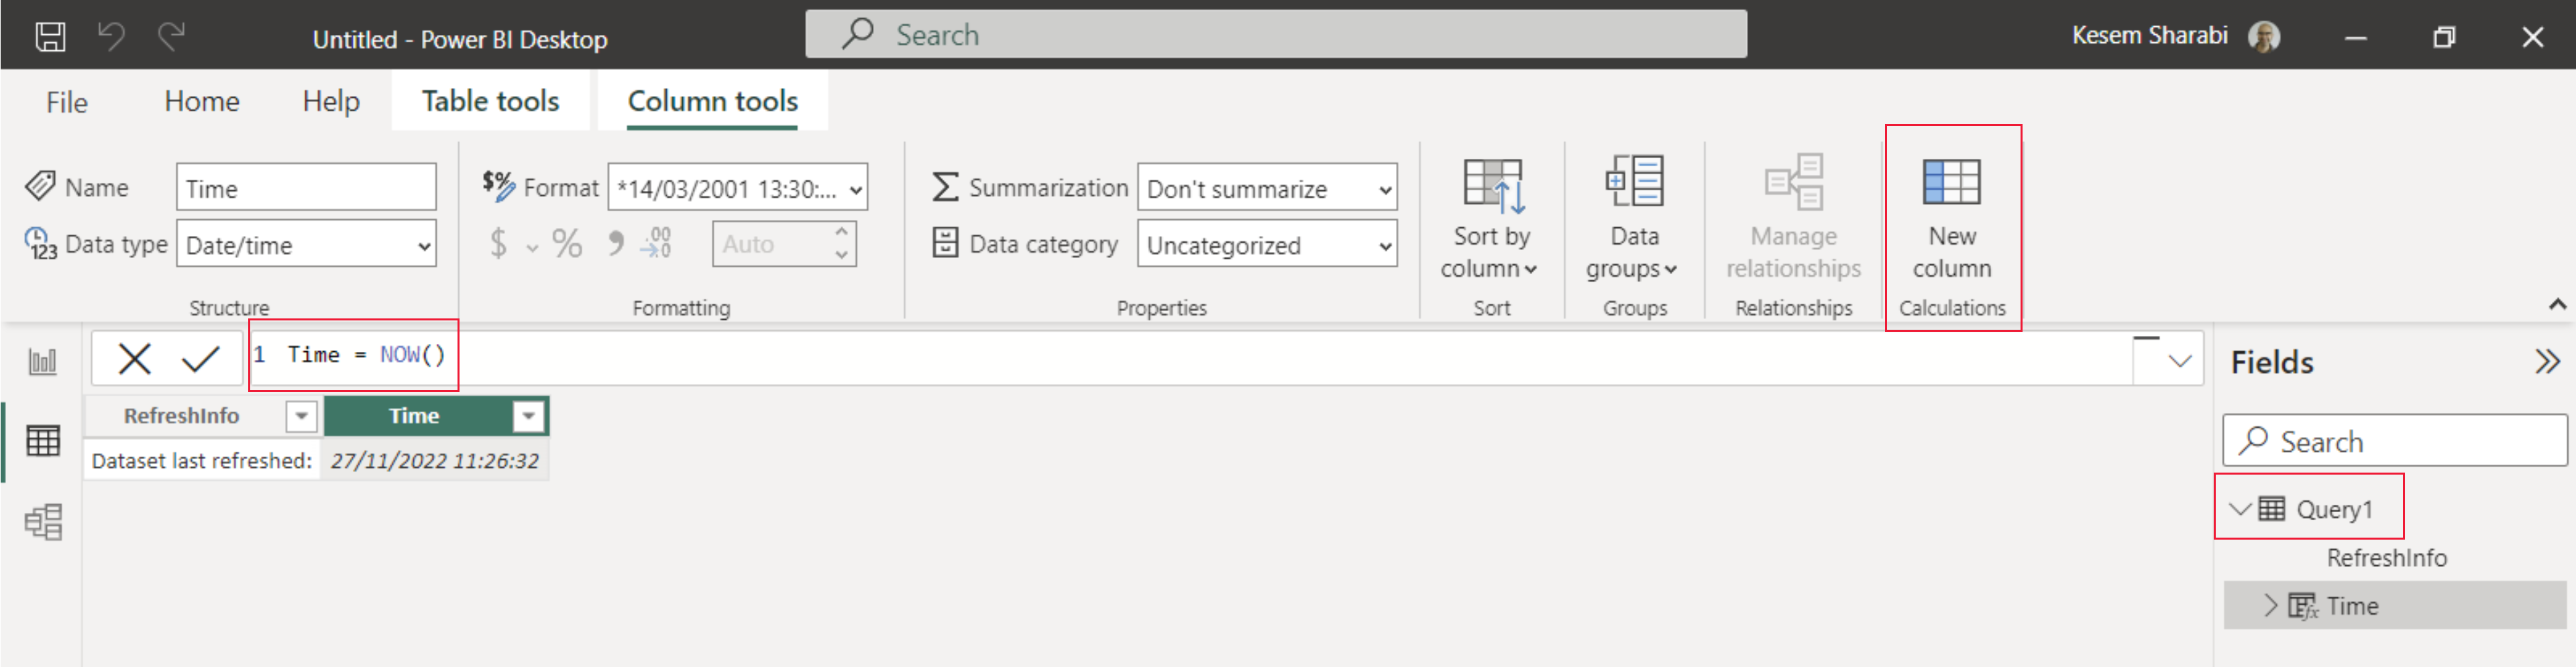 Untitled - Power BI Desktop
Search
Kesem Sharabi
File
Home
Help
Table tools
Column tools
Name
Time
Data type
Date/time
Structure
$% Format
*14/03/2001 13:30:...
$ % , .00 →.0
Auto
Formatting
Summarization
Don't summarize
Data category
Uncategorized
Properties
Sort by
column
Sort
Data
groups
Groups
Manage
relationships
Relationships
New
column
Calculations
1 Time = NOW()
RefreshInfo
Time
Dataset last refreshed:
27/11/2022 11:26:32
Fields
Search
Query1
RefreshInfo
Time